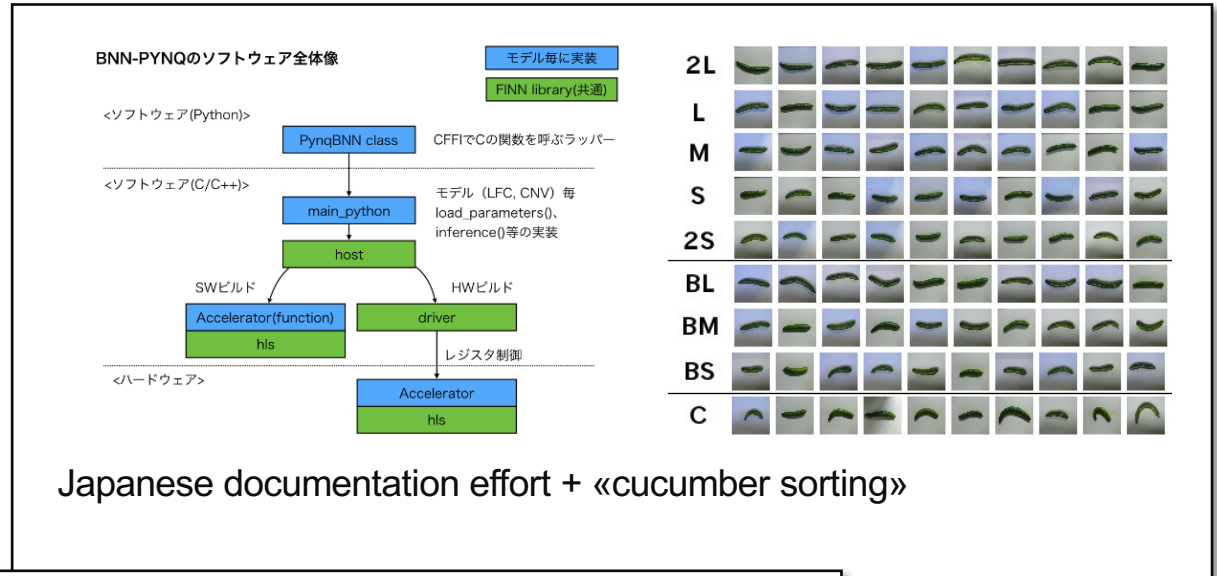 BNN-PYNQのソフトウェア全体像
モデル毎に実装
FINN library(共通)
<ソフトウェア(Python)>
PynqBNN class
CFFIでCの関数を呼ぶラッパー
<ソフトウェア(C/C++)>
main_python
モデル（LFC, CNV）毎
load_parameters()、
inference()等の実装
host
SWビルド
HWビルド
Accelerator(function)
hls
driver
レジスタ制御
<ハードウェア>
Accelerator
hls
2L
L
M
S
2S
BL
BM
BS
C
Japanese documentation effort + «cucumber sorting»